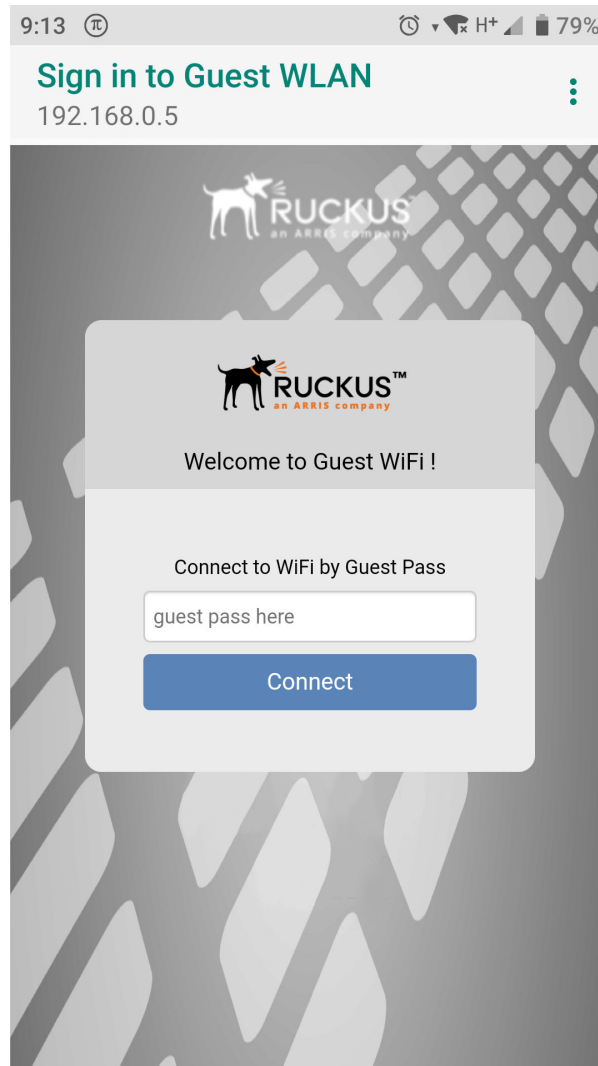 9:13 π H+ 79%
Sign in to Guest WLAN
192.168.0.5
RUCKUS
an ARRIS company
RUCKUS™
an ARRIS company
Welcome to Guest WiFi !
Connect to WiFi by Guest Pass
guest pass here
Connect